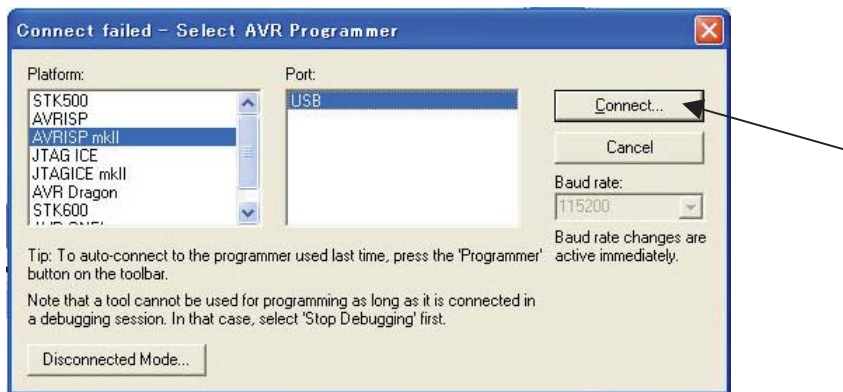 Connect failed - Select AVR Programmer
Platform:
Port:
STK500
AVRISP
AVRISP mkII
JTAG ICE
JTAGICE mkII
AVR Dragon
STK600
USB
Connect...
Cancel
Baud rate:
115200
Baud rate changes are
active immediately.
Tip: To auto-connect to the programmer used last time, press the 'Programmer'
button on the toolbar.
Note that a tool cannot be used for programming as long as it is connected in
a debugging session. In that case, select 'Stop Debugging' first.
Disconnected Mode...